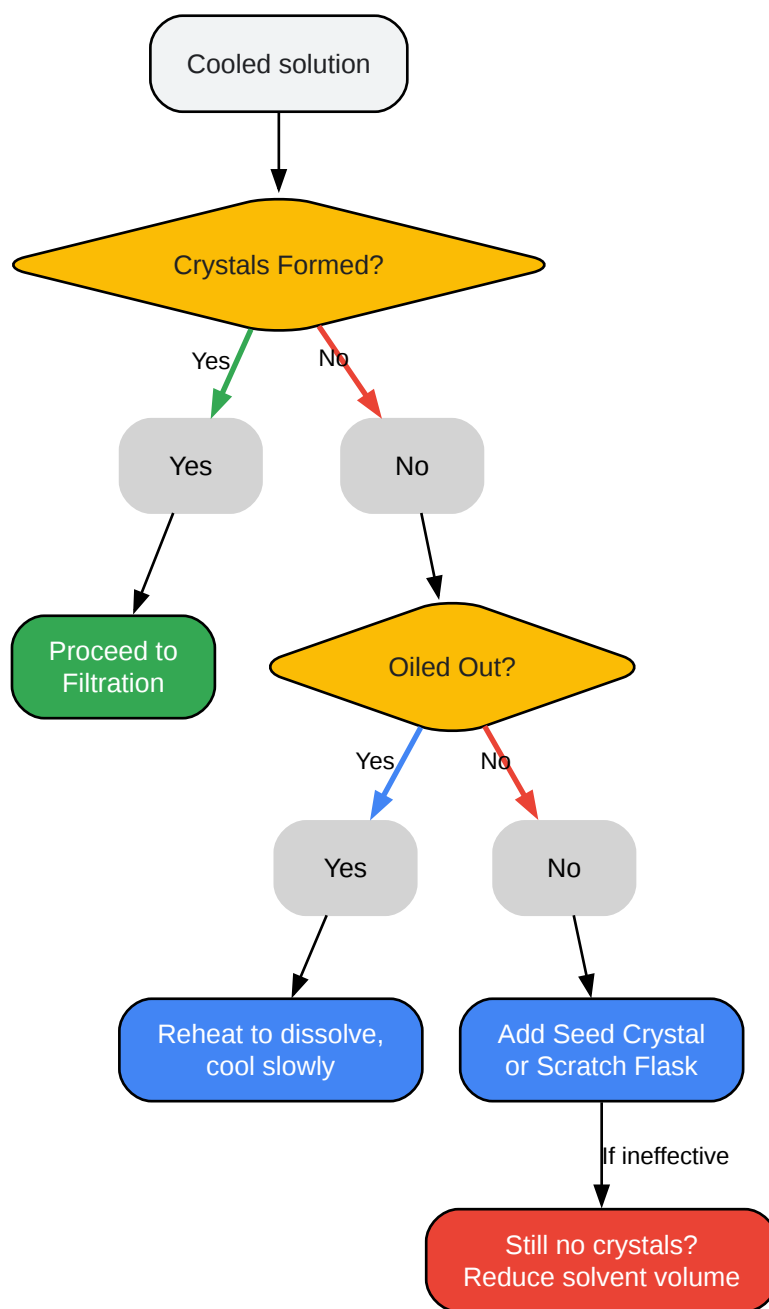 Cooled solution
Crystals Formed?
Yes
No
Yes
No
Proceed to
Filtration
Oiled Out?
Yes
No
Yes
No
Reheat to dissolve,
cool slowly
Add Seed Crystal
or Scratch Flask
If ineffective
Still no crystals?
Reduce solvent volume